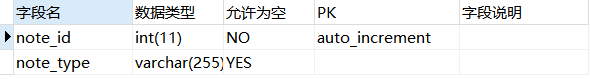 字段名 数据类型 允许为空 PK 字段说明
note_id int(11) NO auto_increment
note_type varchar(255) YES